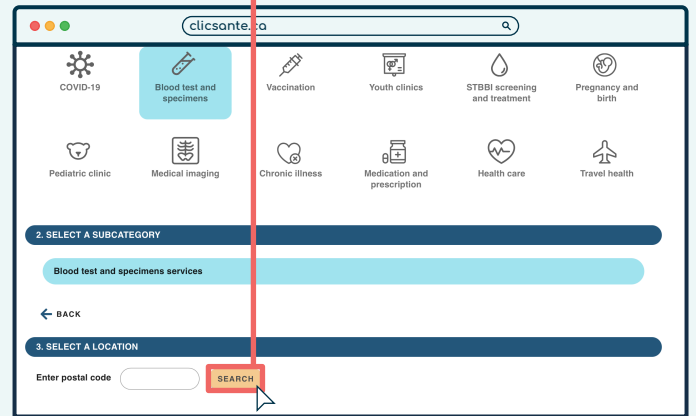 clicsante.ca
COVID-19
Blood test and
specimens
Vaccination
Youth clinics
STBBI screening
and treatment
Pregnancy and
birth
Pediatric clinic
Medical imaging
Chronic illness
Medication and
prescription
Health care
Travel health
2. SELECT A SUBCATEGORY
Blood test and specimens services
BACK
3. SELECT A LOCATION
Enter postal code
SEARCH